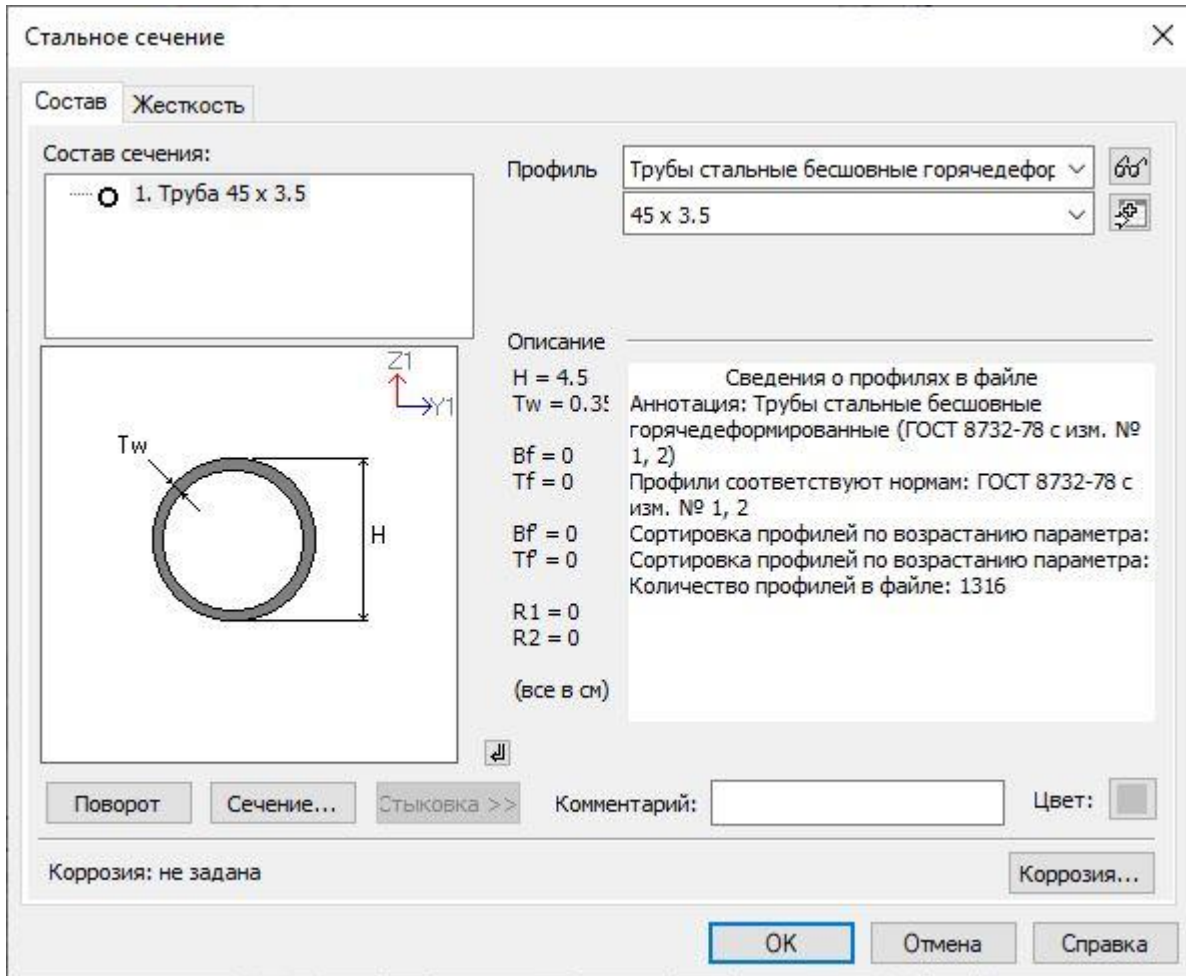 Стальное сечение
Состав
Жесткость
Состав сечения:
1. Труба 45 x 3.5
Профиль
Трубы стальные бесшовные горячедефор
45 x 3.5
Z1
Y1
Tw
H
Описание
H = 4.5
Tw = 0.35
Bf = 0
Tf = 0
Bf' = 0
Tf' = 0
R1 = 0
R2 = 0
(все в см)
Сведения о профилях в файле
Аннотация: Трубы стальные бесшовные
горячедеформированные (ГОСТ 8732-78 с изм. №
1, 2)
Профили соответствуют нормам: ГОСТ 8732-78 с
изм. № 1, 2
Сортировка профилей по возрастанию параметра:
Сортировка профилей по возрастанию параметра:
Количество профилей в файле: 1316
Поворот
Сечение...
Стыковка >>
Комментарий:
Цвет:
Коррозия: не задана
Коррозия...
OK
Отмена
Справка